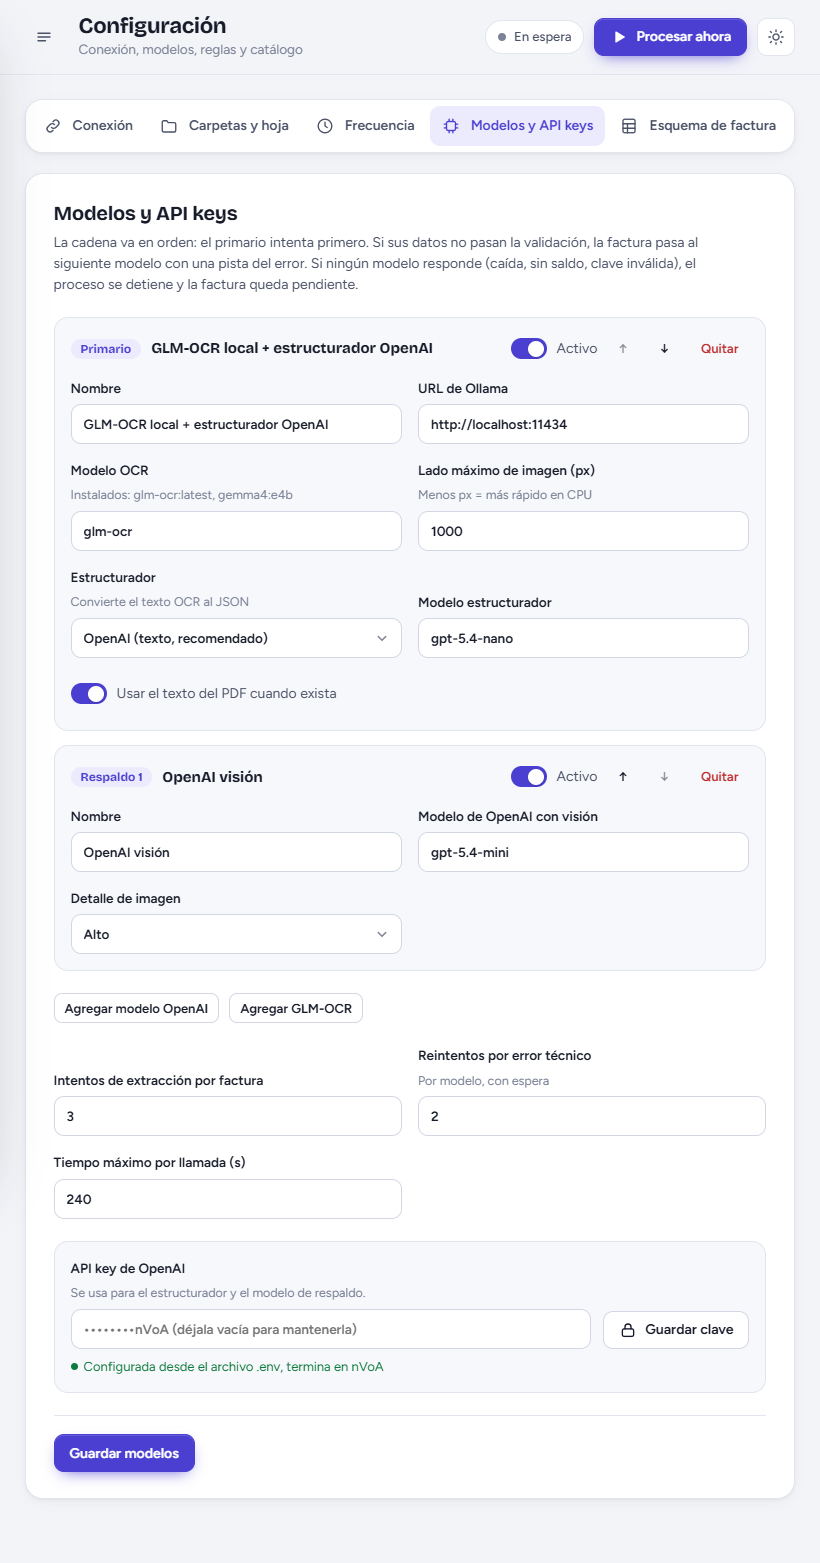 Configuración
Conexión, modelos, reglas y catálogo
En espera
Procesar ahora
Conexión
Carpetas y hoja
Frecuencia
Modelos y API keys
Esquema de factura
Modelos y API keys
La cadena va en orden: el primario intenta primero. Si sus datos no pasan la validación, la factura pasa al
siguiente modelo con una pista del error. Si ningún modelo responde (caída, sin saldo, clave inválida), el
proceso se detiene y la factura queda pendiente.
Primario
GLM-OCR local + estructurador OpenAI
Activo
↑
↓
Quitar
Nombre
URL de Ollama
GLM-OCR local + estructurador OpenAI
http://localhost:11434
Modelo OCR
Lado máximo de imagen (px)
Instalados: glm-ocr:latest, gemma4:e4b
Menos px = más rápido en CPU
glm-ocr
1000
Estructurador
Convierte el texto OCR al JSON
Modelo estructurador
OpenAI (texto, recomendado)
gpt-5.4-nano
Usar el texto del PDF cuando exista
Respaldo 1
OpenAI visión
Activo
↑
↓
Quitar
Nombre
Modelo de OpenAI con visión
OpenAI visión
gpt-5.4-mini
Detalle de imagen
Alto
Agregar modelo OpenAI
Agregar GLM-OCR
Reintentos por error técnico
Intentos de extracción por factura
Por modelo, con espera
3
2
Tiempo máximo por llamada (s)
240
API key de OpenAI
Se usa para el estructurador y el modelo de respaldo.
••••••••nVoA (déjala vacía para mantenerla)
Guardar clave
Configurada desde el archivo .env, termina en nVoA
Guardar modelos